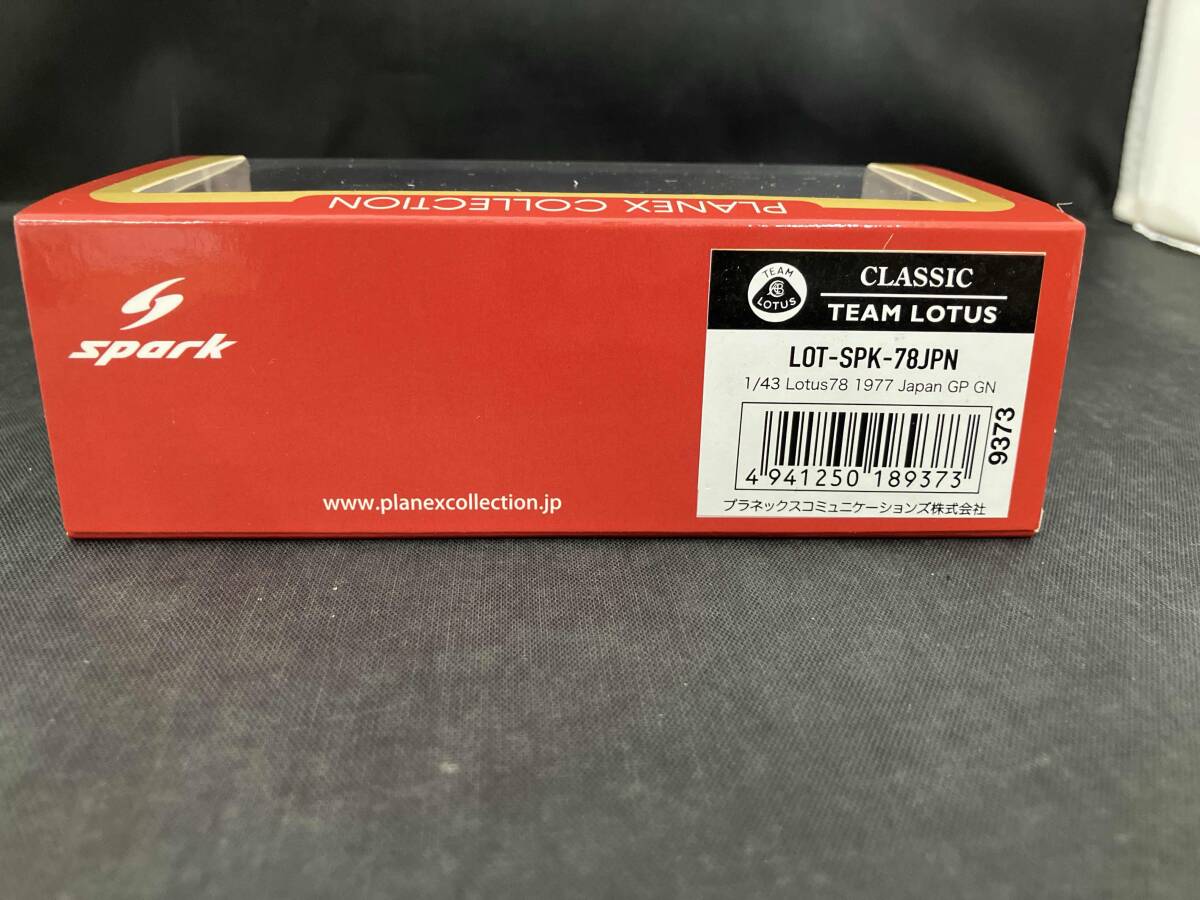 PLANEX COLLECTION
spark
TEAM
LOTUS
CLASSIC
TEAM LOTUS
LOT-SPK-78JPN
1/43 Lotus78 1977 Japan GP GN
9373
4 941250 189373
プラネックスコミュニケーションズ株式会社
www.planexcollection.jp